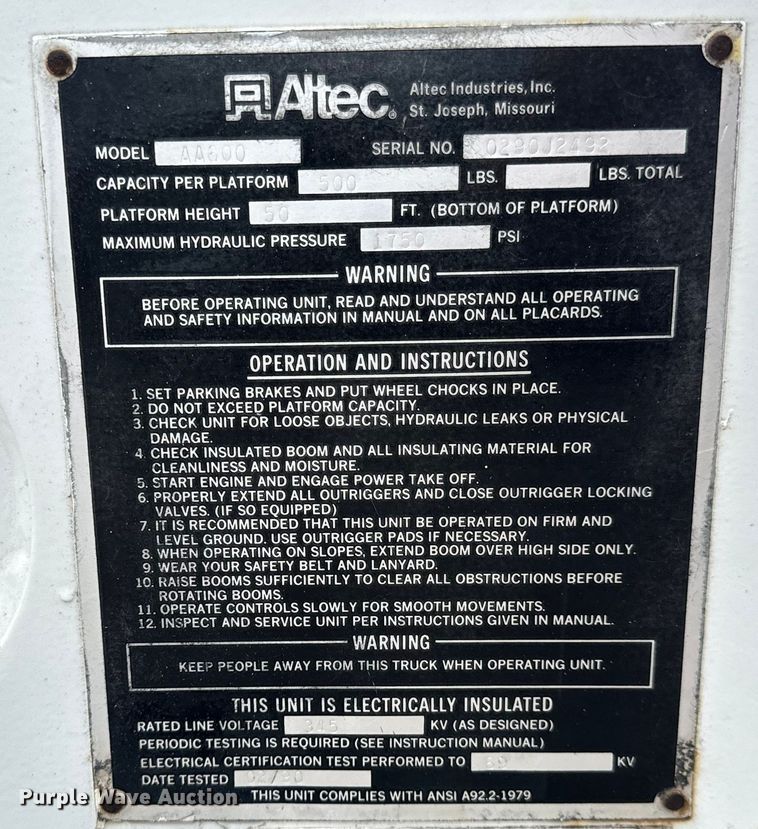 Altec® Altec Industries, Inc.
St. Joseph, Missouri
MODEL AA600 SERIAL NO. 0290J2492
CAPACITY PER PLATFORM 500 LBS. LBS. TOTAL
PLATFORM HEIGHT 50 FT. (BOTTOM OF PLATFORM)
MAXIMUM HYDRAULIC PRESSURE 1750 PSI
WARNING
BEFORE OPERATING UNIT, READ AND UNDERSTAND ALL OPERATING
AND SAFETY INFORMATION IN MANUAL AND ON ALL PLACARDS.
OPERATION AND INSTRUCTIONS
1. SET PARKING BRAKES AND PUT WHEEL CHOCKS IN PLACE.
2. DO NOT EXCEED PLATFORM CAPACITY.
3. CHECK UNIT FOR LOOSE OBJECTS, HYDRAULIC LEAKS OR PHYSICAL
DAMAGE.
4. CHECK INSULATED BOOM AND ALL INSULATING MATERIAL FOR
CLEANLINESS AND MOISTURE.
5. START ENGINE AND ENGAGE POWER TAKE OFF.
6. PROPERLY EXTEND ALL OUTRIGGERS AND CLOSE OUTRIGGER LOCKING
VALVES. (IF SO EQUIPPED)
7. IT IS RECOMMENDED THAT THIS UNIT BE OPERATED ON FIRM AND
LEVEL GROUND. USE OUTRIGGER PADS IF NECESSARY.
8. WHEN OPERATING ON SLOPES, EXTEND BOOM OVER HIGH SIDE ONLY.
9. WEAR YOUR SAFETY BELT AND LANYARD.
10. RAISE BOOMS SUFFICIENTLY TO CLEAR ALL OBSTRUCTIONS BEFORE
ROTATING BOOMS.
11. OPERATE CONTROLS SLOWLY FOR SMOOTH MOVEMENTS.
12. INSPECT AND SERVICE UNIT PER INSTRUCTIONS GIVEN IN MANUAL.
WARNING
KEEP PEOPLE AWAY FROM THIS TRUCK WHEN OPERATING UNIT.
THIS UNIT IS ELECTRICALLY INSULATED
RATED LINE VOLTAGE 345 KV (AS DESIGNED)
PERIODIC TESTING IS REQUIRED (SEE INSTRUCTION MANUAL)
ELECTRICAL CERTIFICATION TEST PERFORMED TO 69 KV
DATE TESTED 02/90
THIS UNIT COMPLIES WITH ANSI A92.2-1979
Purple Wave Auction